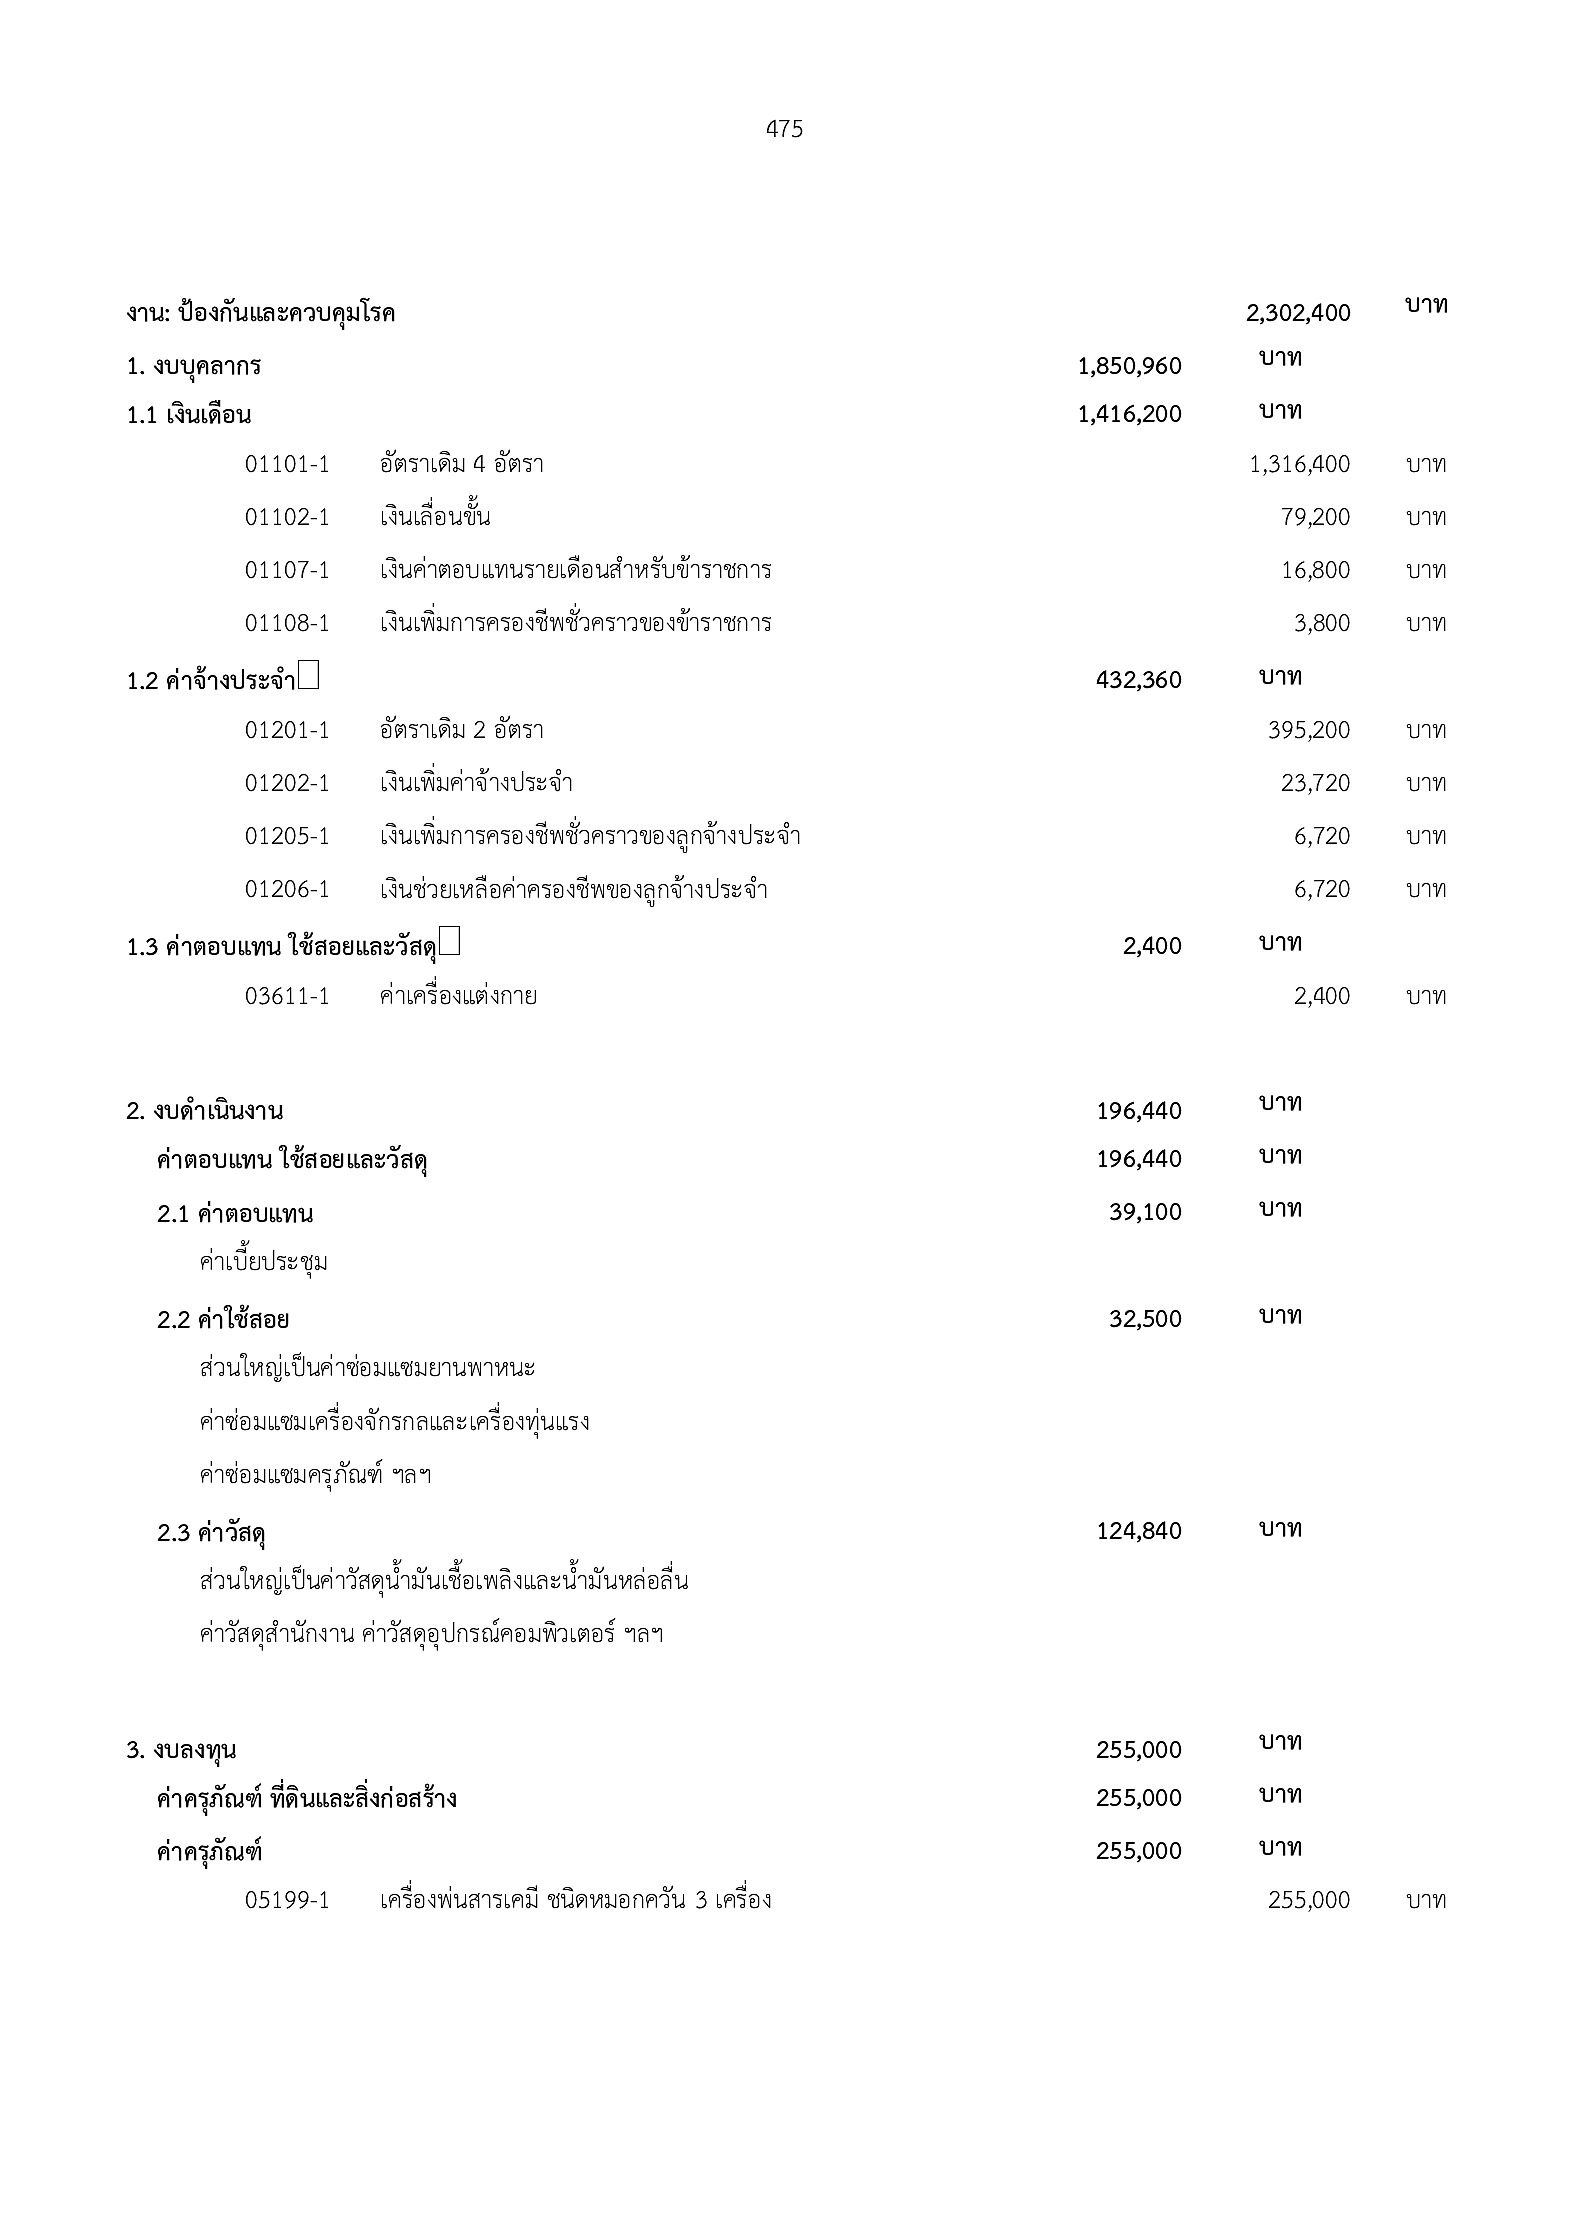 475
งาน: ป้องกันและควบคุมโรค 2,302,400 บาท
1. งบบุคลากร 1,850,960 บาท
1.1 เงินเดือน 1,416,200 บาท
01101-1 อัตราเดิม 4 อัตรา 1,316,400 บาท
01102-1 เงินเลื่อนขั้น 79,200 บาท
01107-1 เงินค่าตอบแทนรายเดือนสำหรับข้าราชการ 16,800 บาท
01108-1 เงินเพิ่มการครองชีพชั่วคราวของข้าราชการ 3,800 บาท
1.2 ค่าจ้างประจำ 432,360 บาท
01201-1 อัตราเดิม 2 อัตรา 395,200 บาท
01202-1 เงินเพิ่มค่าจ้างประจำ 23,720 บาท
01205-1 เงินเพิ่มการครองชีพชั่วคราวของลูกจ้างประจำ 6,720 บาท
01206-1 เงินช่วยเหลือค่าครองชีพของลูกจ้างประจำ 6,720 บาท
1.3 ค่าตอบแทน ใช้สอยและวัสดุ 2,400 บาท
03611-1 ค่าเครื่องแต่งกาย 2,400 บาท
2. งบดำเนินงาน 196,440 บาท
ค่าตอบแทน ใช้สอยและวัสดุ 196,440 บาท
2.1 ค่าตอบแทน 39,100 บาท
ค่าเบี้ยประชุม
2.2 ค่าใช้สอย 32,500 บาท
ส่วนใหญ่เป็นค่าซ่อมแซมยานพาหนะ
ค่าซ่อมแซมเครื่องจักรกลและเครื่องทุ่นแรง
ค่าซ่อมแซมครุภัณฑ์ ฯลฯ
2.3 ค่าวัสดุ 124,840 บาท
ส่วนใหญ่เป็นค่าวัสดุน้ำมันเชื้อเพลิงและน้ำมันหล่อลื่น
ค่าวัสดุสำนักงาน ค่าวัสดุอุปกรณ์คอมพิวเตอร์ ฯลฯ
3. งบลงทุน 255,000 บาท
ค่าครุภัณฑ์ ที่ดินและสิ่งก่อสร้าง 255,000 บาท
ค่าครุภัณฑ์ 255,000 บาท
05199-1 เครื่องพ่นสารเคมี ชนิดหมอกควัน 3 เครื่อง 255,000 บาท